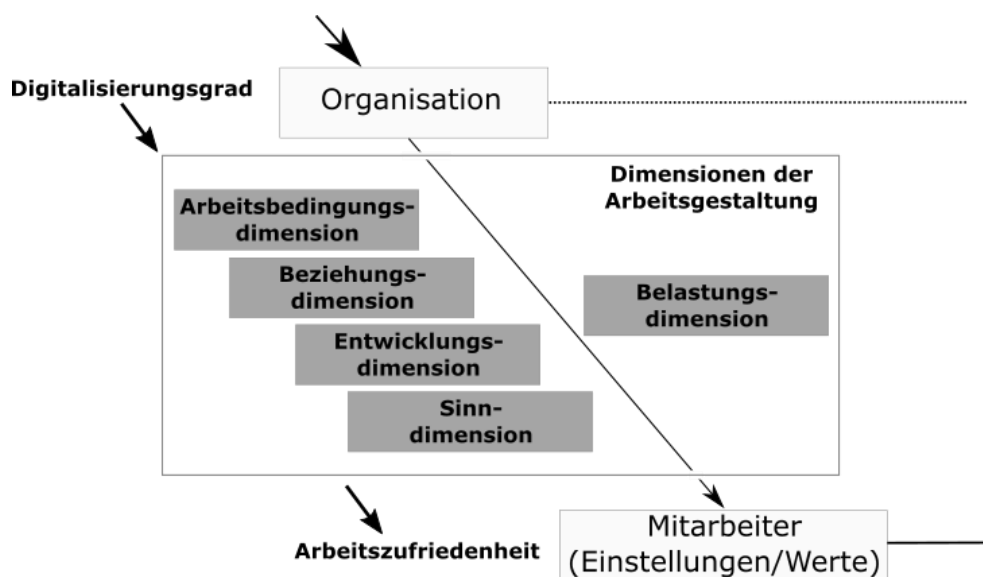 Digitalisierungsgrad
Organisation
Dimensionen der
Arbeitsgestaltung
Arbeitsbedingungs-
dimension
Beziehungs-
dimension
Entwicklungs-
dimension
Sinn-
dimension
Belastungs-
dimension
Arbeitszufriedenheit
Mitarbeiter
(Einstellungen/Werte)